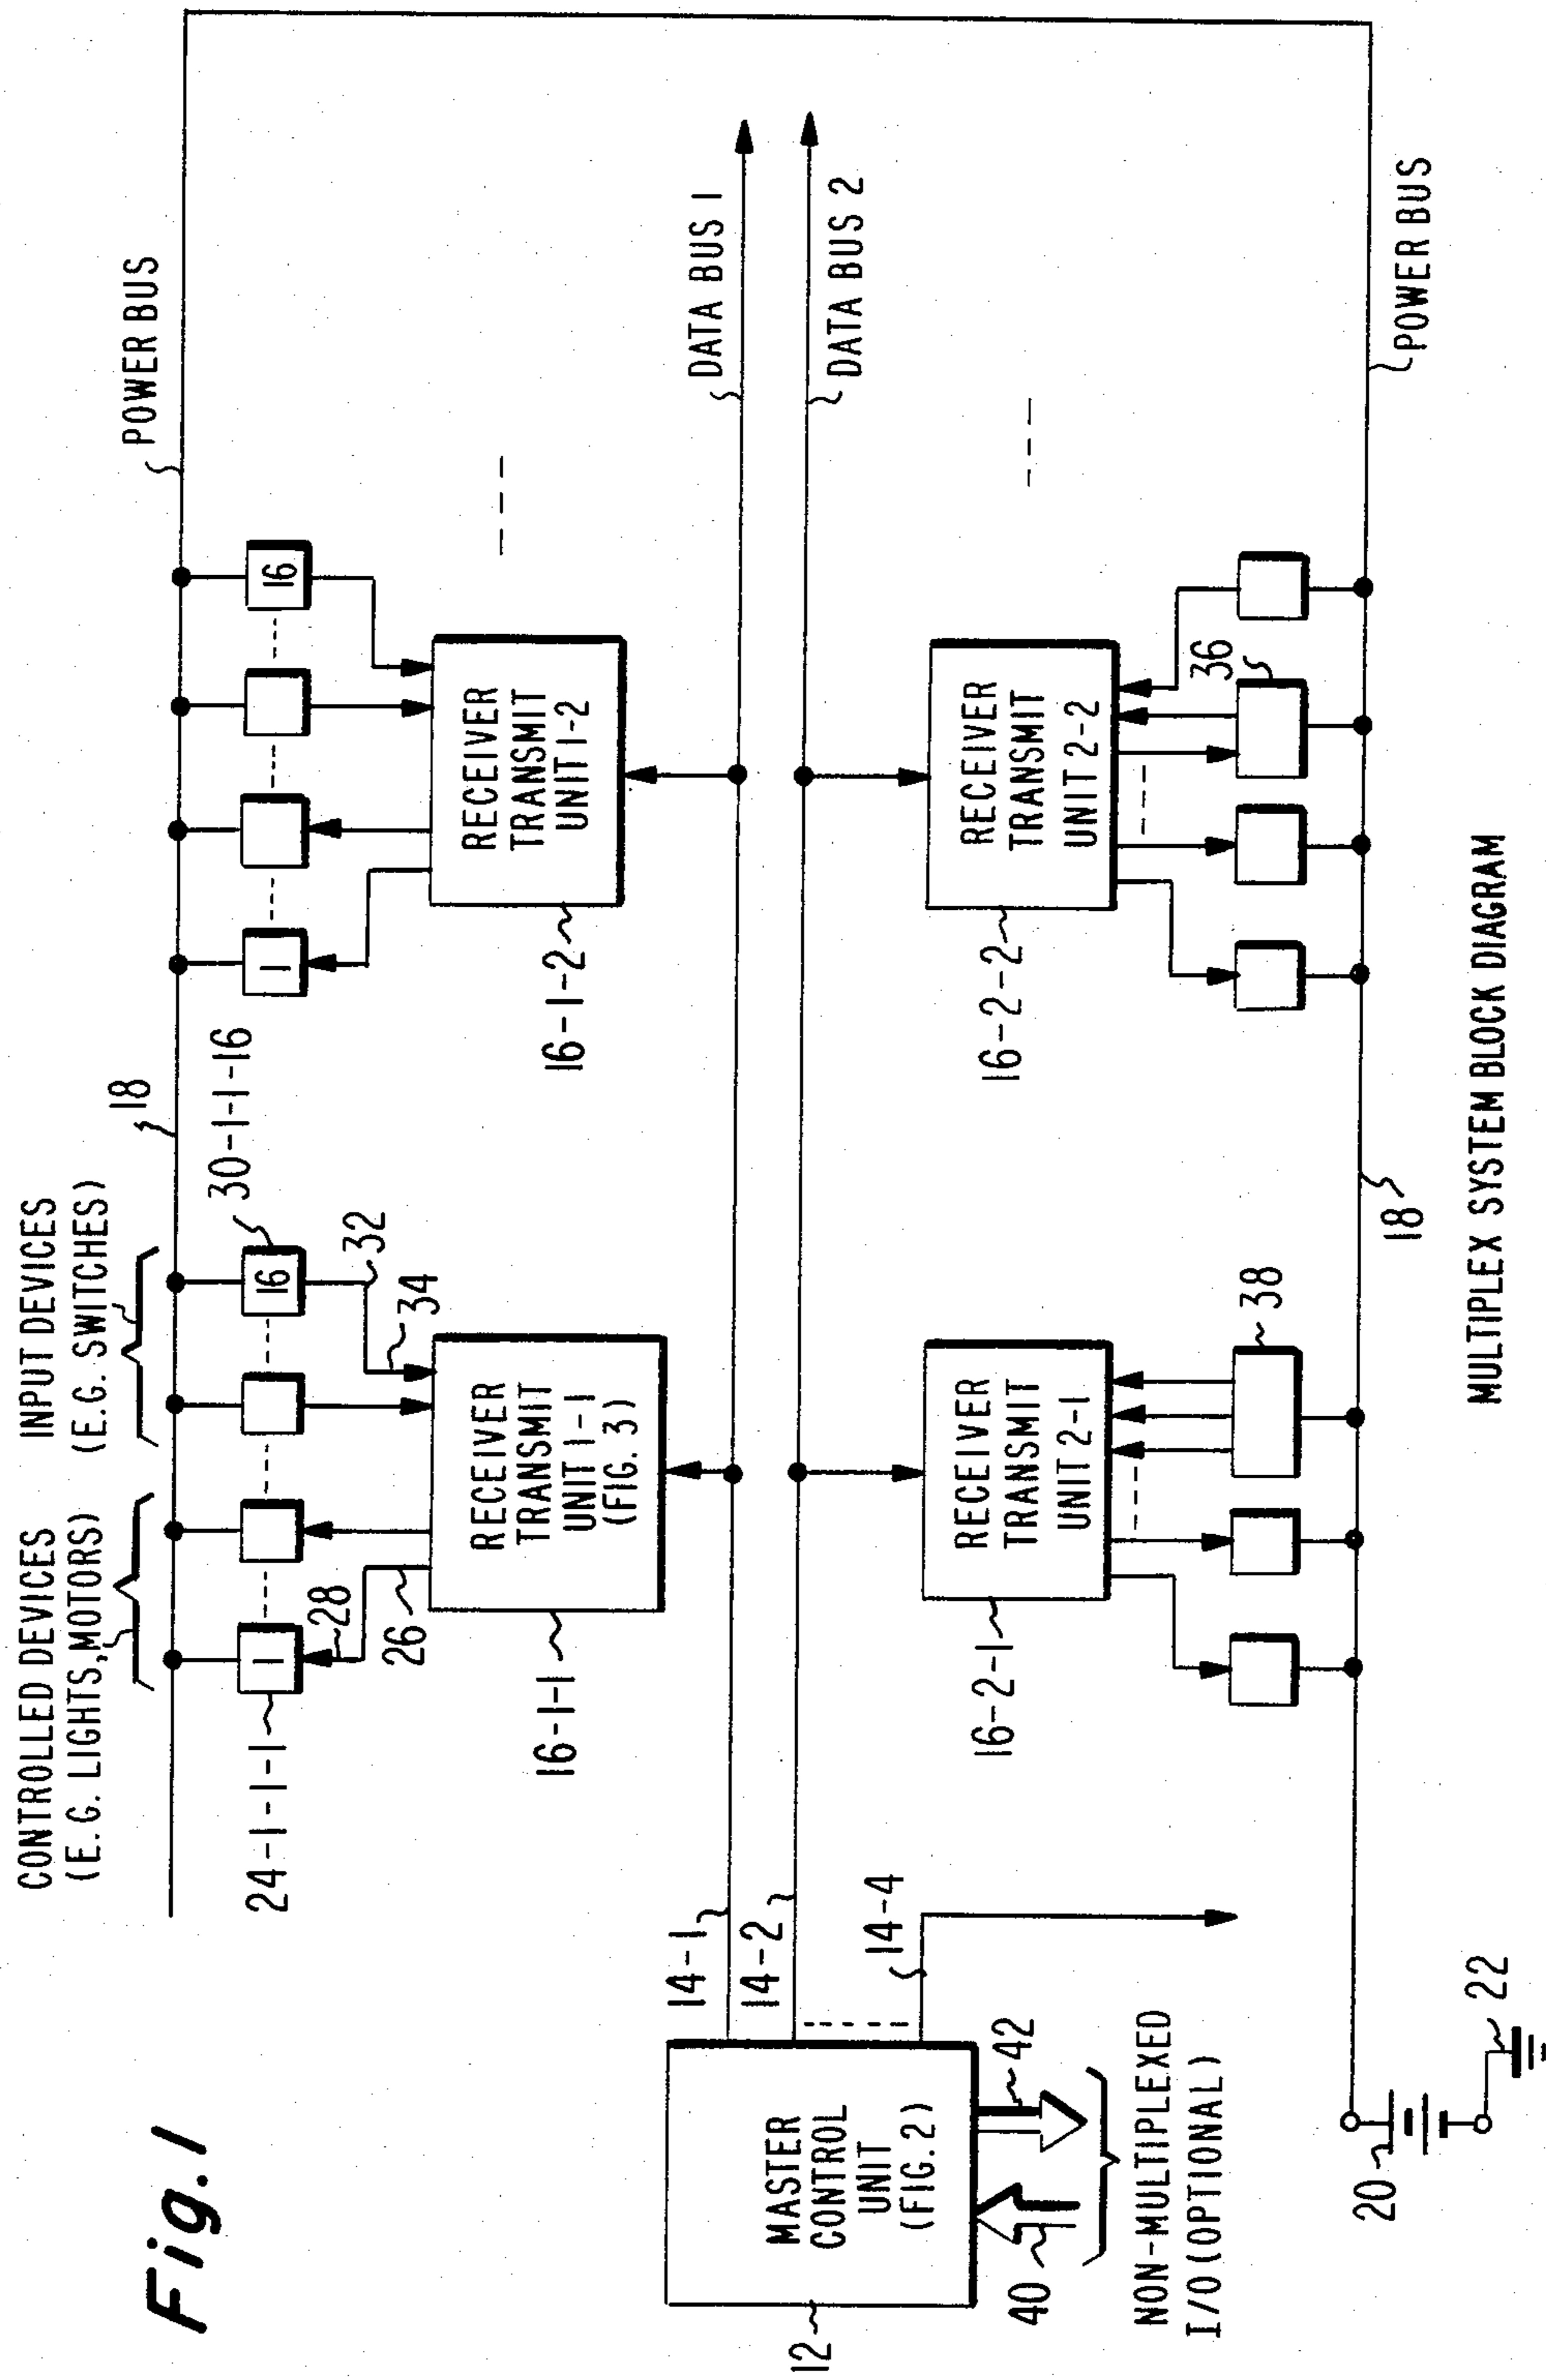 Fig.1
CONTROLLED DEVICES
(E.G. LIGHTS,MOTORS)
INPUT DEVICES
(E.G. SWITCHES)
POWER BUS
18
24-1-1-1
1
16
30-1-1-16
1
16
28
26
32
34
RECEIVER
TRANSMIT
UNIT 1-1
(FIG. 3)
16-1-1
RECEIVER
TRANSMIT
UNIT 1-2
16-1-2
DATA BUS 1
14-1
14-2
14-4
DATA BUS 2
MASTER
CONTROL
UNIT
(FIG.2)
12
40
42
NON-MULTIPLEXED
I/O (OPTIONAL)
RECEIVER
TRANSMIT
UNIT 2-1
16-2-1
38
RECEIVER
TRANSMIT
UNIT 2-2
16-2-2
36
20
22
18
POWER BUS
MULTIPLEX SYSTEM BLOCK DIAGRAM